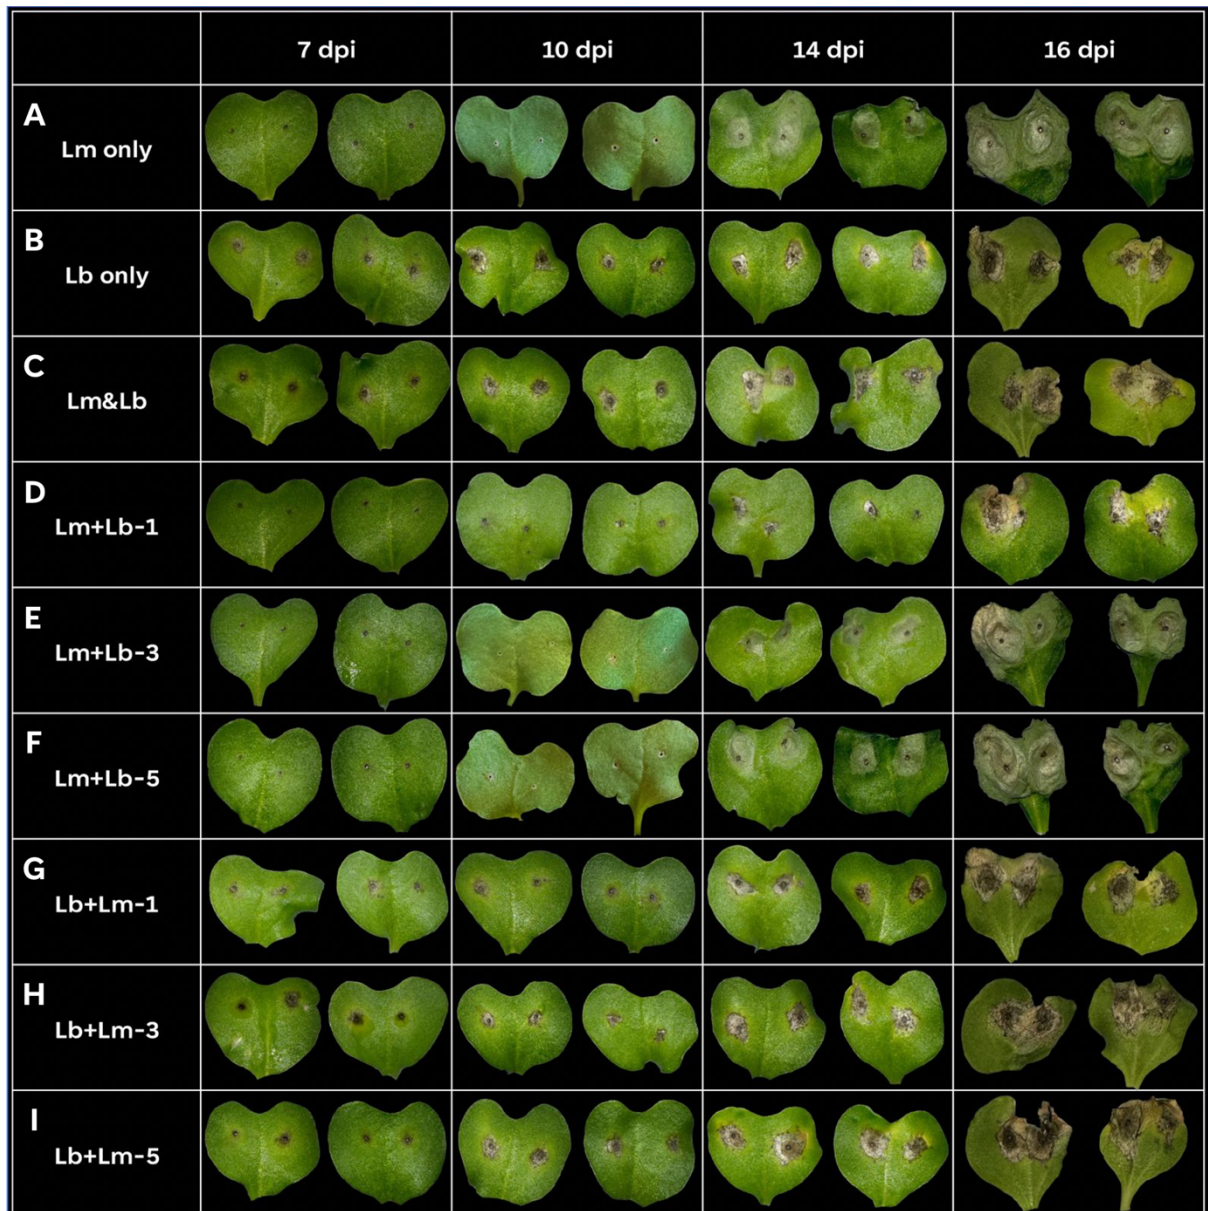 7 dpi 10 dpi 14 dpi 16 dpi
A
Lm only
B
Lb only
C
Lm&Lb
D
Lm+Lb-1
E
Lm+Lb-3
F
Lm+Lb-5
G
Lb+Lm-1
H
Lb+Lm-3
I
Lb+Lm-5